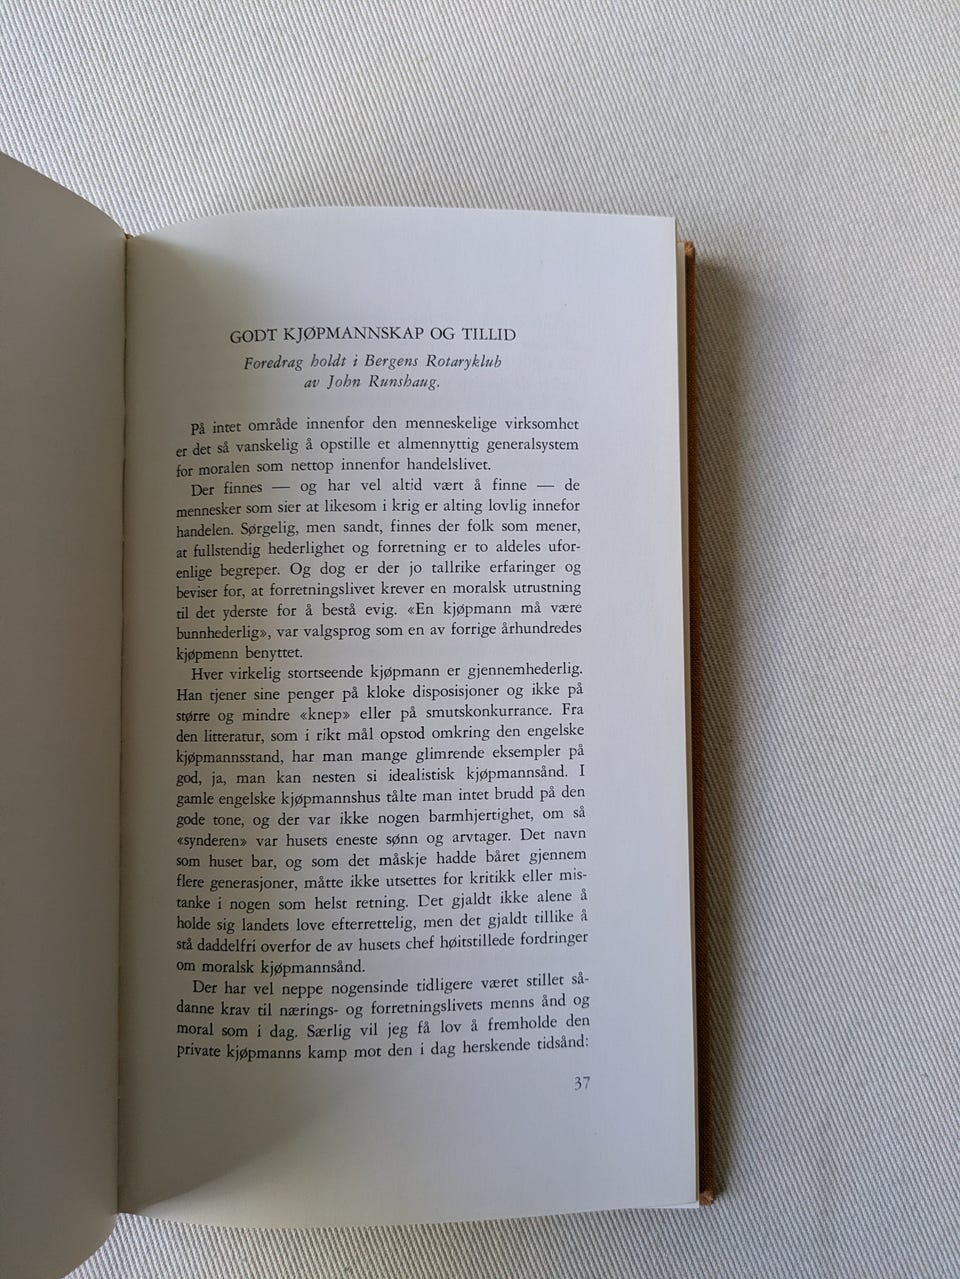 GODT KJØPMANNSKAP OG TILLID
Foredrag holdt i Bergens Rotaryklub
av John Runshaug.
På intet område innenfor den menneskelige virksomhet
er det så vanskelig å opstille et almennyttig generalsystem
for moralen som nettop innenfor handelslivet.
Der finnes — og har vel altid vært å finne — de
mennesker som sier at likesom i krig er alting lovlig innefor
handelen. Sørgelig, men sandt, finnes der folk som mener,
at fullstendig hederlighet og forretning er to aldeles ufor-
enlige begreper. Og dog er der jo tallrike erfaringer og
beviser for, at forretningslivet krever en moralsk utrustning
til det yderste for å bestå evig. «En kjøpmann må være
bunnhederlig», var valgsprog som en av forrige århundredes
kjøpmenn benyttet.
Hver virkelig stortseende kjøpmann er gjennemhederlig.
Han tjener sine penger på kloke disposisjoner og ikke på
større og mindre «knep» eller på smutskonkurrance. Fra
den litteratur, som i rikt mål opstod omkring den engelske
kjøpmannsstand, har man mange glimrende eksempler på
god, ja, man kan nesten si idealistisk kjøpmannsånd. I
gamle engelske kjøpmannshus tålte man intet brudd på den
gode tone, og der var ikke nogen barmhjertighet, om så
«synderen» var husets eneste sønn og arvtager. Det navn
som huset bar, og som det måskje hadde båret gjennem
flere generasjoner, måtte ikke utsettes for kritikk eller mis-
tanke i nogen som helst retning. Det gjaldt ikke alene å
holde sig landets love efterrettelig, men det gjaldt tillike å
stå daddelfri overfor de av husets chef høitstillede fordringer
om moralsk kjøpmannsånd.
Der har vel neppe nogensinde tidligere været stillet så-
danne krav til nærings- og forretningslivets menns ånd og
moral som i dag. Særlig vil jeg få lov å fremholde den
private kjøpmanns kamp mot den i dag herskende tidsånd:
37